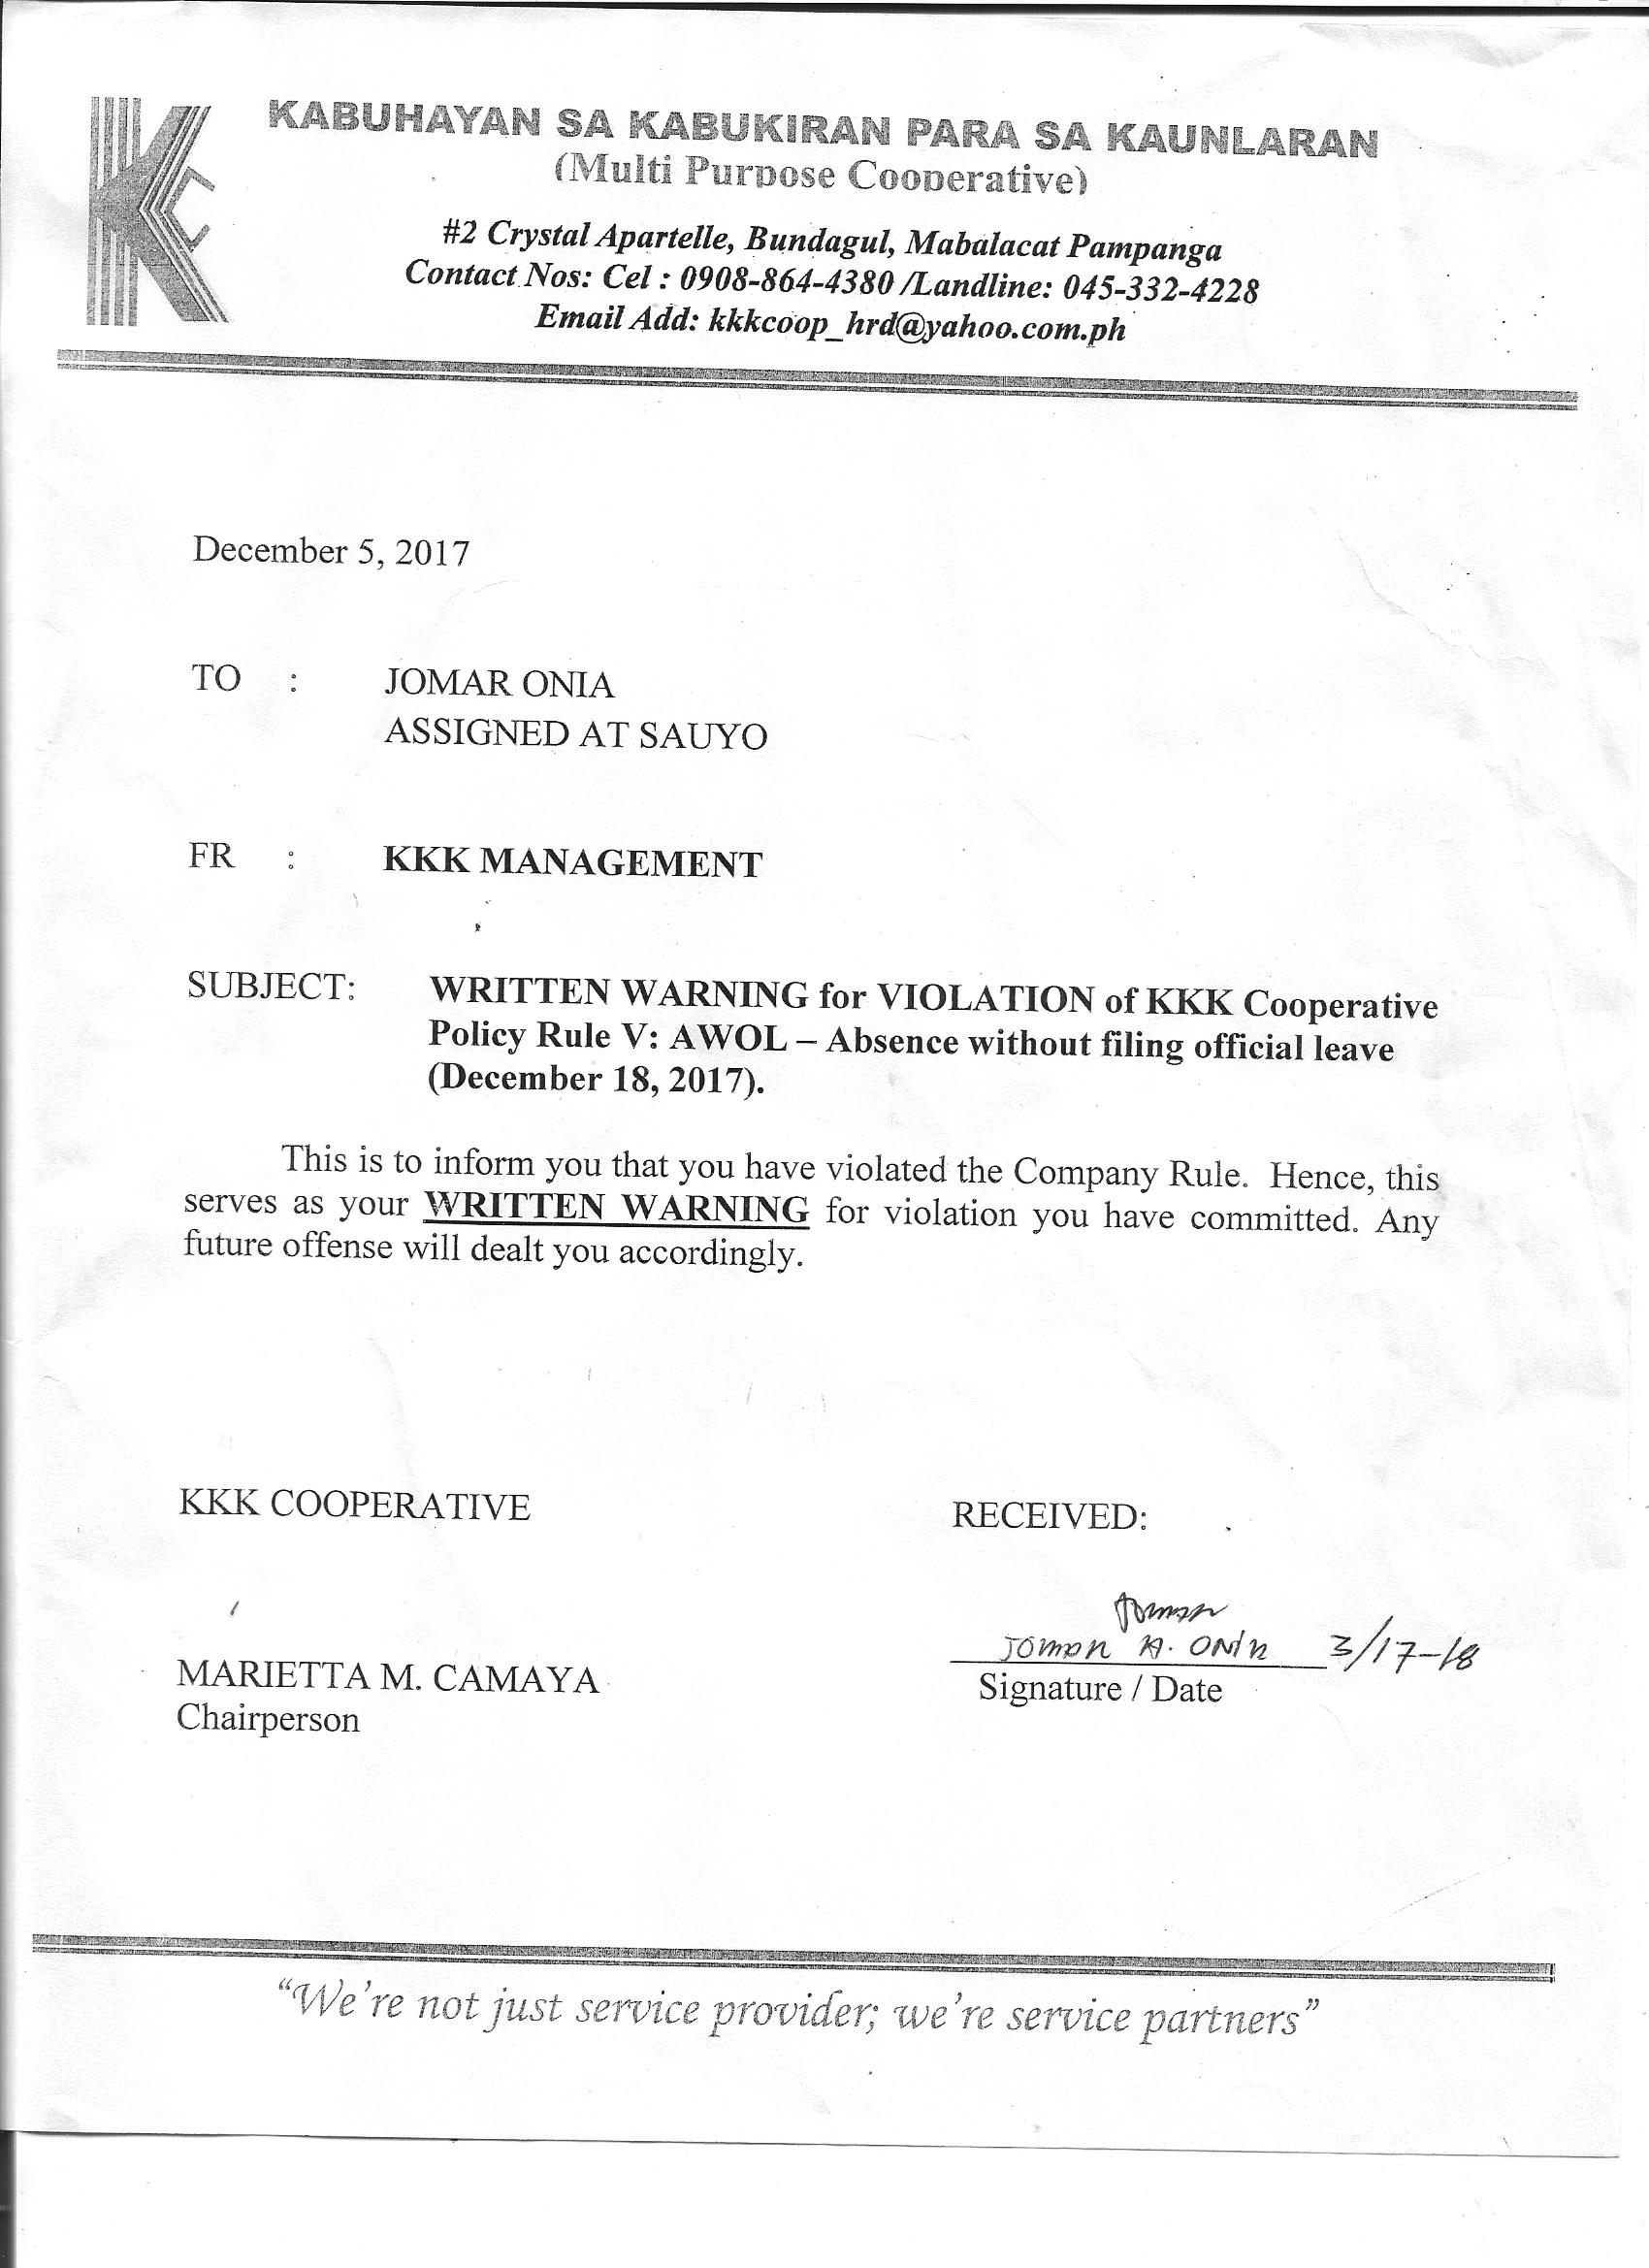 KABUHAYAN SA KABUKIRAN PARA SA KAUNLARAN
(Multi Purpose Cooperative)
#2 Crystal Apartelle, Bundagul, Mabalacat Pampanga
Contact Nos: Cel : 0908-864-4380 /Landline: 045-332-4228
Email Add: kkkcoop_hrd@yahoo.com.ph
December 5, 2017
TO : JOMAR ONIA
ASSIGNED AT SAUYO
FR : KKK MANAGEMENT
SUBJECT: WRITTEN WARNING for VIOLATION of KKK Cooperative
Policy Rule V: AWOL – Absence without filing official leave
(December 18, 2017).
This is to inform you that you have violated the Company Rule. Hence, this
serves as your WRITTEN WARNING for violation you have committed. Any
future offense will dealt you accordingly.
KKK COOPERATIVE
RECEIVED:
Jomar
JOMAR A. ONIA 3/17-18
MARIETTA M. CAMAYA
Signature / Date
Chairperson
“We’re not just service provider; we’re service partners”